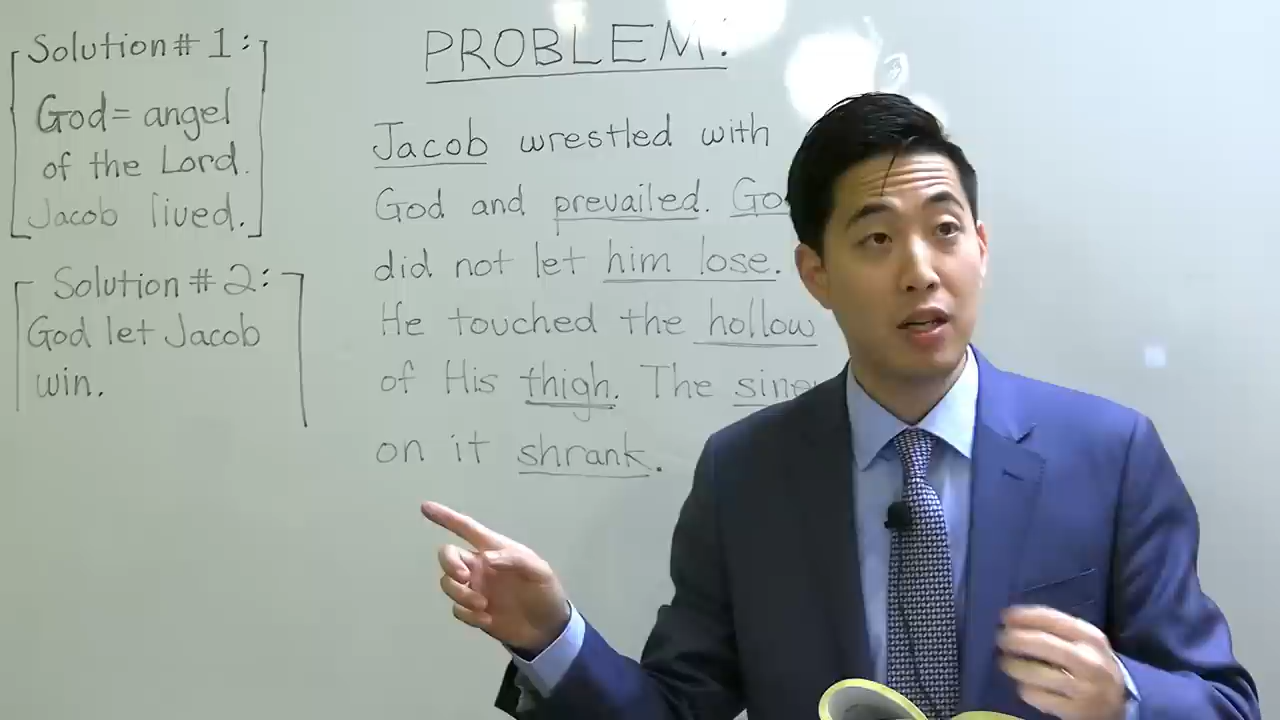 Solution # 1:
God= angel
of the Lord.
Jacob lived.
Solution # 2:
God let Jacob
win.
PROBLEM:
Jacob wrestled with
God and prevailed.
did not let him lose.
He touched the hollow
of His thigh. The
on it shrank.